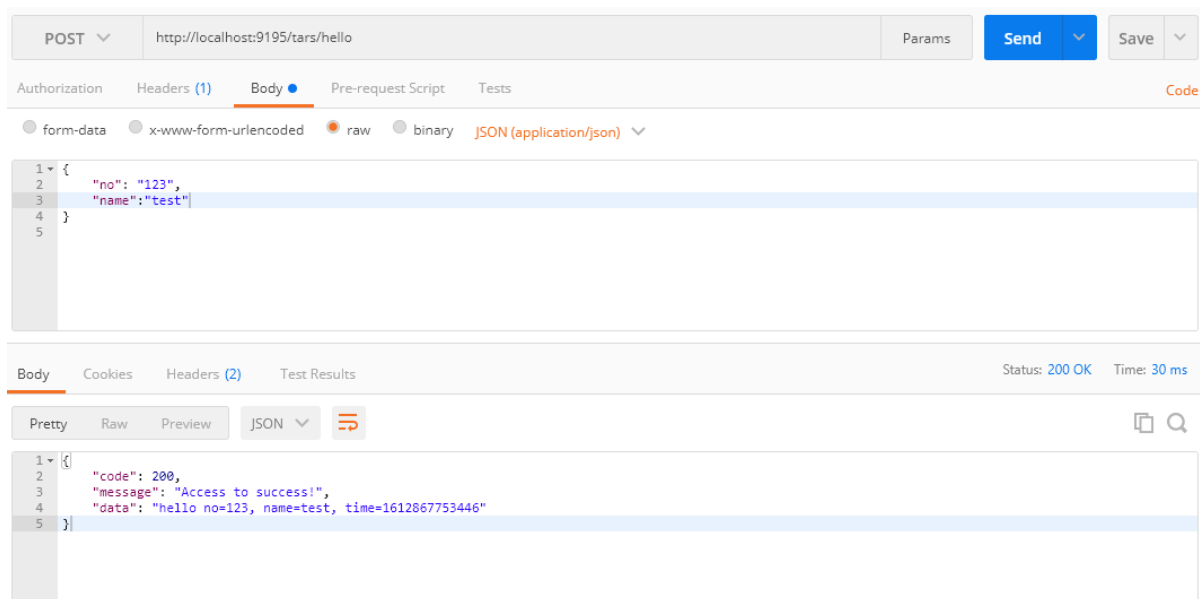 POST http://localhost:9195/tars/hello Params Send Save
Authorization Headers (1) Body Pre-request Script Tests Code
form-data x-www-form-urlencoded raw binary JSON (application/json)
1 {
2 "no": "123",
3 "name":"test"
4 }
5
Body Cookies Headers (2) Test Results Status: 200 OK Time: 30 ms
Pretty Raw Preview JSON
1 {
2 "code": 200,
3 "message": "Access to success!",
4 "data": "hello no=123, name=test, time=1612867753446"
5 }